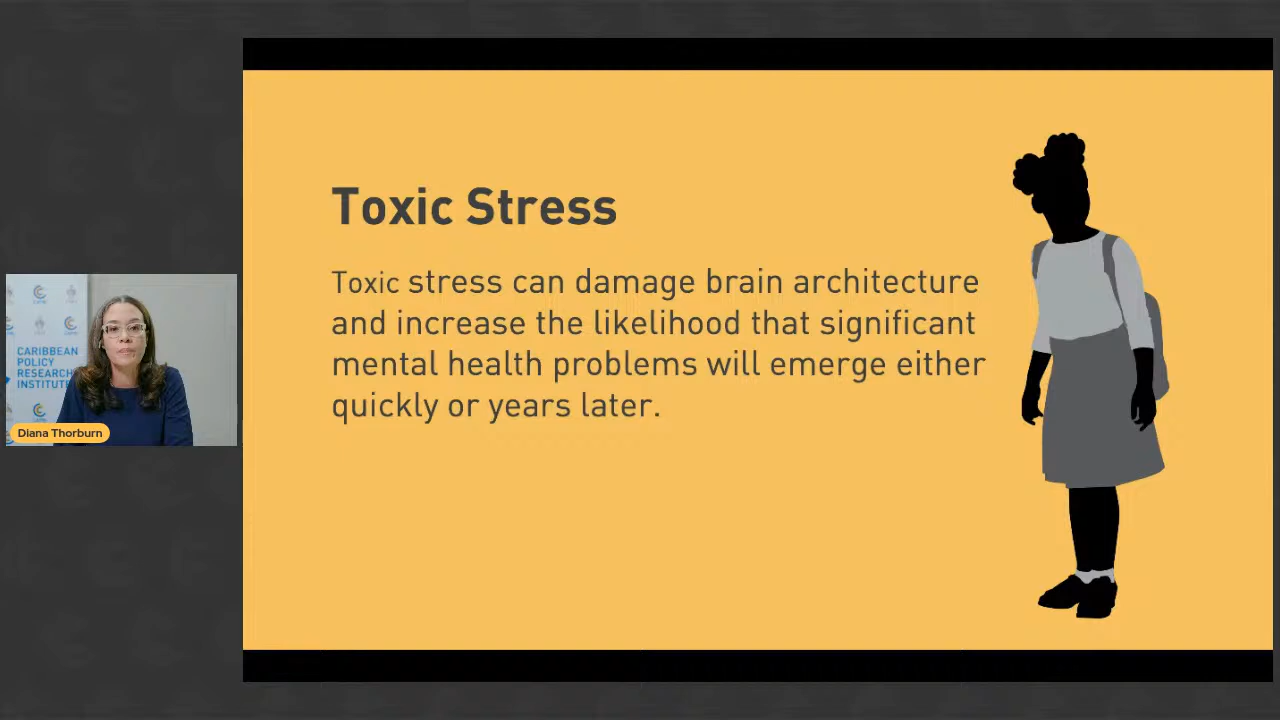 Toxic Stress
Toxic stress can damage brain architecture
and increase the likelihood that significant
mental health problems will emerge either
quickly or years later.
CARIBBEAN
POLICY
RESEARCH
INSTITUTE
Diana Thorburn